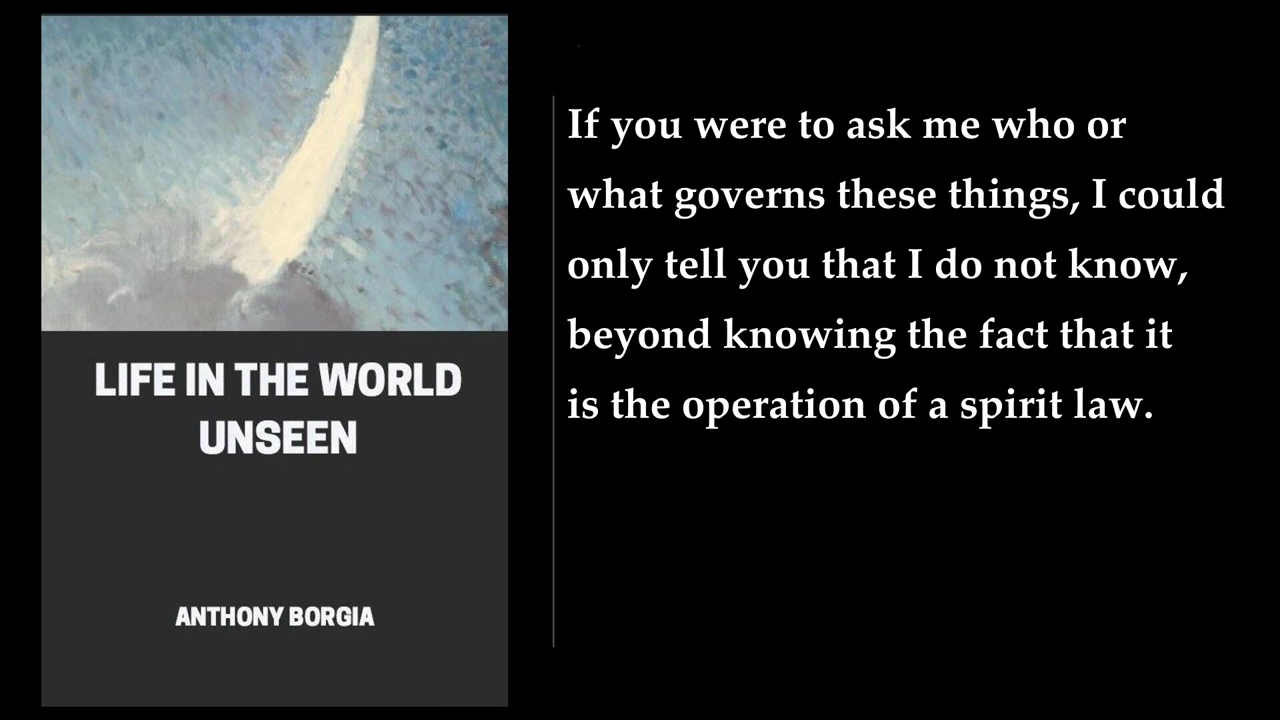 LIFE IN THE WORLD
UNSEEN
ANTHONY BORGIA
If you were to ask me who or
what governs these things, I could
only tell you that I do not know,
beyond knowing the fact that it
is the operation of a spirit law.